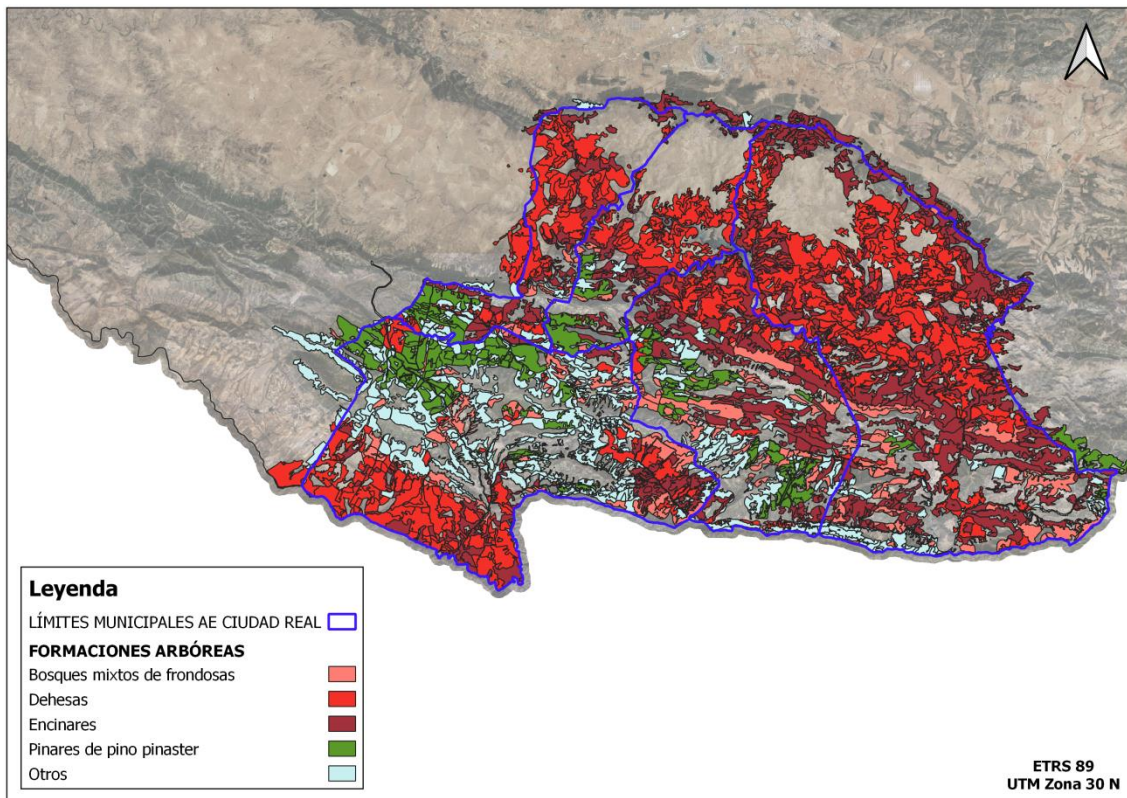 Leyenda
LÍMITES MUNICIPALES AE CIUDAD REAL
FORMACIONES ARBÓREAS
Bosques mixtos de frondosas
Dehesas
Encinares
Pinares de pino pinaster
Otros
ETRS 89
UTM Zona 30 N